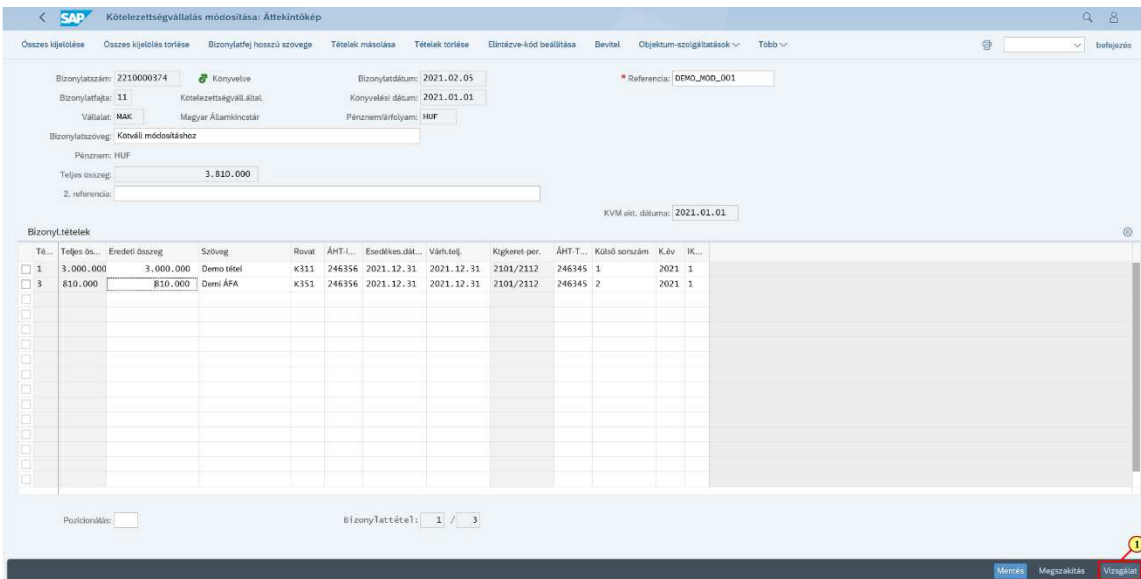 SAP Kötelezettségvállalás módosítása: Áttekintőkép
Összes kijelölése Összes kijelölés törlése Bizonylatfej hosszú szövege Tételek másolása Tételek törlése Elintézve-kód beállítása Bevitel Objektum-szolgáltatások Több befejezés
Bizonylatszám: 2210000374 Könyvelve Bizonylatdátum: 2021.02.05 * Referencia: DEMO_MOD_001
Bizonylatfajta: 11 Kötelezettségváll.által. Könyvelési dátum: 2021.01.01
Vállalat: MAK Magyar Államkincstár Pénznem/árfolyam: HUF
Bizonylatszöveg: Kötváll módosításhoz
Pénznem: HUF
Teljes összeg: 3.810.000
2. referencia:
KVM akt. dátuma: 2021.01.01
Bizonyl.tételek
Té... Teljes ös... Eredeti összeg Szöveg Rovat ÁHT-I... Esedékes.dát... Várh.telj. Ktgkeret-per. ÁHT-T... Külső sorszám K.év IK...
1 3.000.000 3.000.000 Demo tétel K311 246356 2021.12.31 2021.12.31 2101/2112 246345 1 2021 1
3 810.000 810.000 Demi ÁFA K351 246356 2021.12.31 2021.12.31 2101/2112 246345 2 2021 1
Pozicionálás: Bizonylattétel: 1 / 3
1
Mentés Megszakítás Vizsgálat